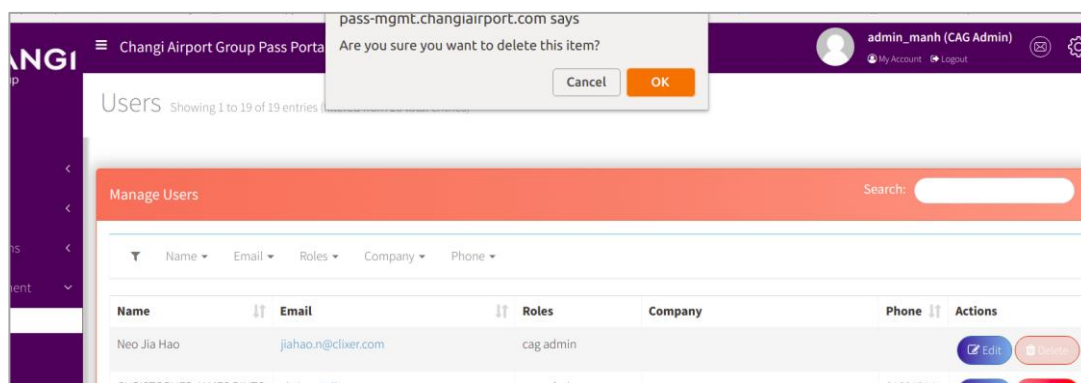 pass-mgmt.changiairport.com says
Are you sure you want to delete this item?
Cancel OK
ANGI
Changi Airport Group Pass Porta
admin_manh (CAG Admin)
My Account Logout
Users Showing 1 to 19 of 19 entries
Manage Users
Search:
Name Email Roles Company Phone
Name Email Roles Company Phone Actions
Neo Jia Hao jiahao.n@clixer.com cag admin Edit Delete